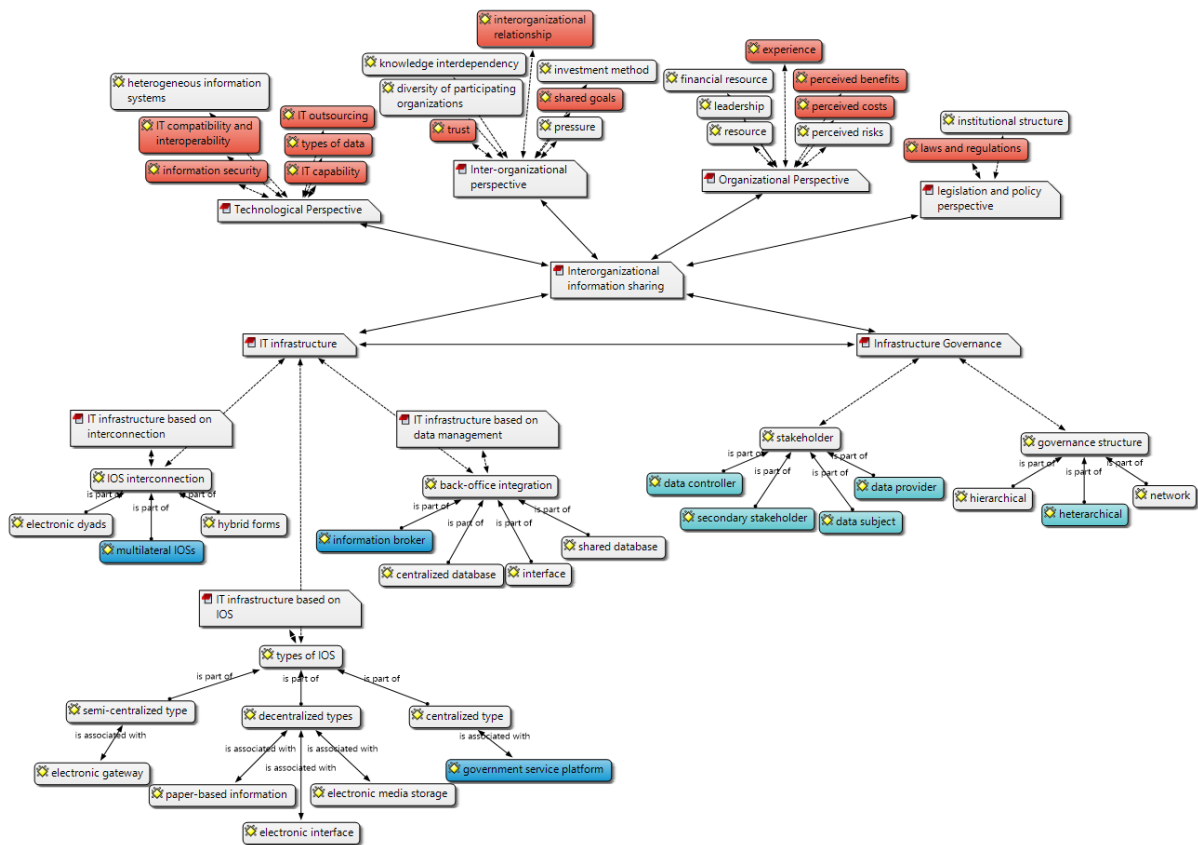 interorganizational
relationship
experience
knowledge interdependency
investment method
financial resource
perceived benefits
heterogeneous information
systems
diversity of participating
organizations
shared goals
leadership
perceived costs
IT outsourcing
institutional structure
IT compatibility and
interoperability
trust
pressure
resource
perceived risks
types of data
laws and regulations
information security
IT capability
Inter-organizational
perspective
Organizational Perspective
legislation and policy
perspective
Technological Perspective
Interorganizational
information sharing
IT infrastructure
Infrastructure Governance
IT infrastructure based on
interconnection
IT infrastructure based on
data management
stakeholder
governance structure
is part of
is part of
is part of
is part of
is part of
is part of
is part of
IOS interconnection
back-office integration
data controller
data provider
hierarchical
network
is part of
is part of
is part of
is part of
is part of
is part of
is part of
electronic dyads
hybrid forms
secondary stakeholder
data subject
heterarchical
multilateral IOSs
information broker
shared database
centralized database
interface
IT infrastructure based on
IOS
types of IOS
is part of
is part of
is part of
semi-centralized type
decentralized types
centralized type
is associated with
is associated with
is associated with
is associated with
is associated with
electronic gateway
government service platform
paper-based information
electronic media storage
electronic interface